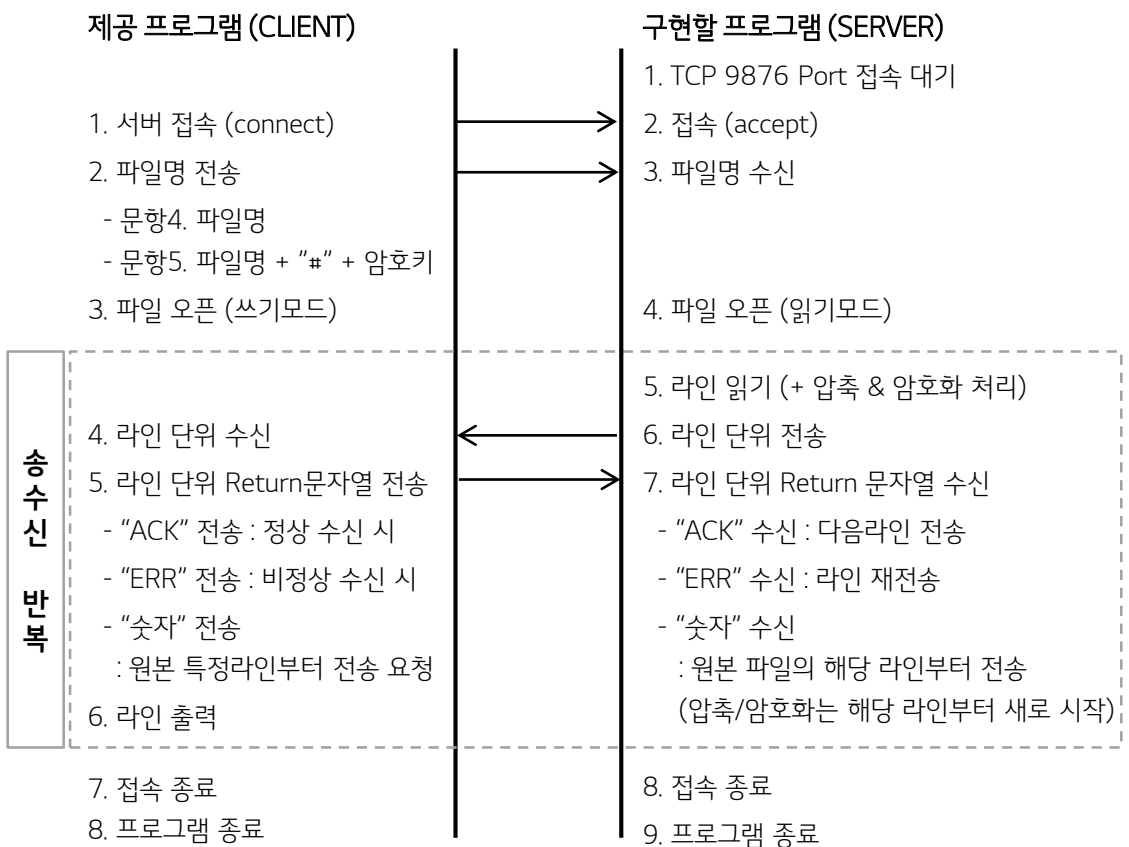 제공 프로그램 (CLIENT)
1. 서버 접속 (connect)
2. 파일명 전송
- 문항4. 파일명
- 문항5. 파일명 + ”#” + 암호키
3. 파일 오픈 (쓰기모드)
송수신 반복
4. 라인 단위 수신
5. 라인 단위 Return문자열 전송
- “ACK” 전송 : 정상 수신 시
- “ERR” 전송 : 비정상 수신 시
- “숫자” 전송
: 원본 특정라인부터 전송 요청
6. 라인 출력
7. 접속 종료
8. 프로그램 종료
구현할 프로그램 (SERVER)
1. TCP 9876 Port 접속 대기
2. 접속 (accept)
3. 파일명 수신
4. 파일 오픈 (읽기모드)
5. 라인 읽기 (+ 압축 & 암호화 처리)
6. 라인 단위 전송
7. 라인 단위 Return 문자열 수신
- “ACK” 수신 : 다음라인 전송
- “ERR” 수신 : 라인 재전송
- “숫자” 수신
: 원본 파일의 해당 라인부터 전송
(압축/암호화는 해당 라인부터 새로 시작)
8. 접속 종료
9. 프로그램 종료